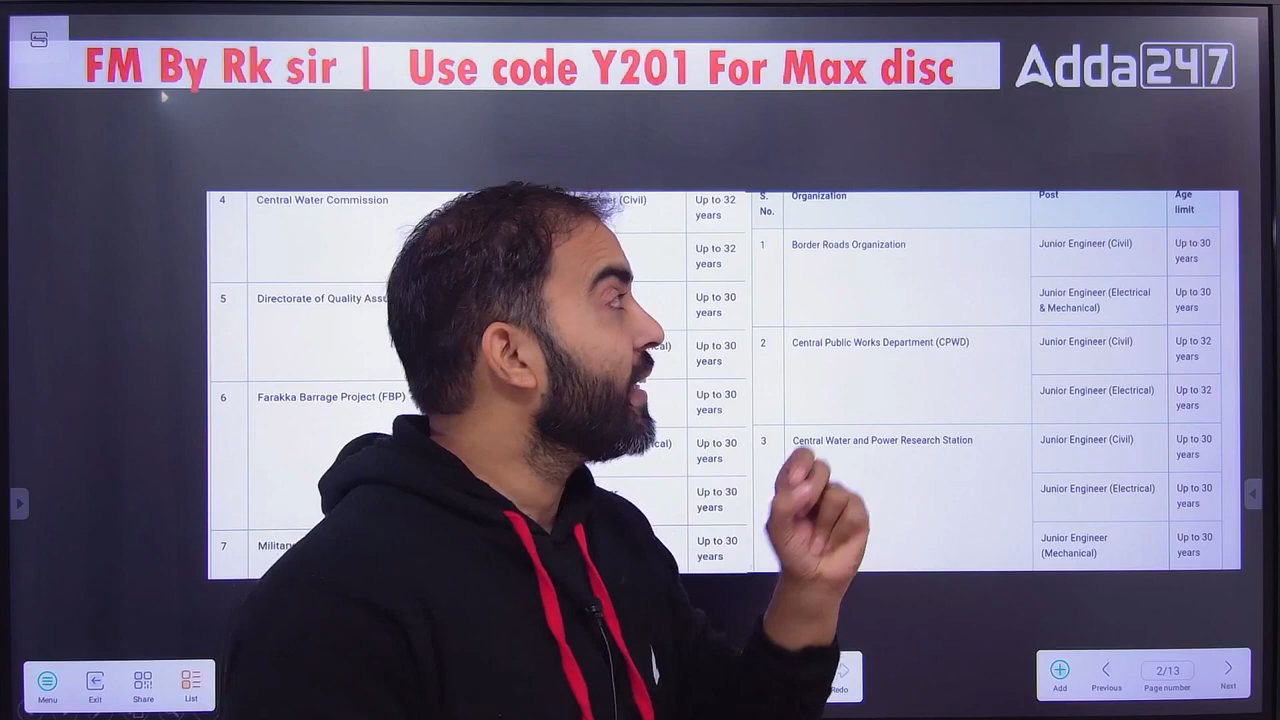 FM By Rk sir | Use code Y201 For Max disc
Adda 247
4 Central Water Commission (Civil) Up to 32 years
Up to 32 years
5 Directorate of Quality Up to 30 years
Up to 30 years
6 Farakka Barrage Project (FBP) Up to 30 years
Up to 30 years
Up to 30 years
7 Up to 30 years
S. No. Organization Post Age limit
1 Border Roads Organization Junior Engineer (Civil) Up to 30 years
Junior Engineer (Electrical & Mechanical) Up to 30 years
2 Central Public Works Department (CPWD) Junior Engineer (Civil) Up to 32 years
Junior Engineer (Electrical) Up to 32 years
3 Central Water and Power Research Station Junior Engineer (Civil) Up to 30 years
Junior Engineer (Electrical) Up to 30 years
Junior Engineer (Mechanical) Up to 30 years
Menu Exit Share List
Redo
Add Previous 2/13 Page number Next